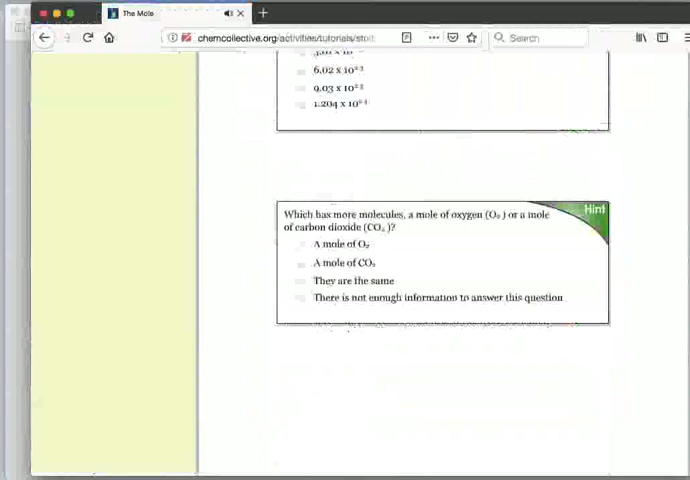 The Mole
chemcollective.org/activities/tutorials/stoic
Search
6.02 x 10²³
9.03 x 10²³
1.204 x 10²⁴
Hint
Which has more molecules, a mole of oxygen (O₂) or a mole
of carbon dioxide (CO₂)?
A mole of O₂
A mole of CO₂
They are the same
There is not enough information to answer this question